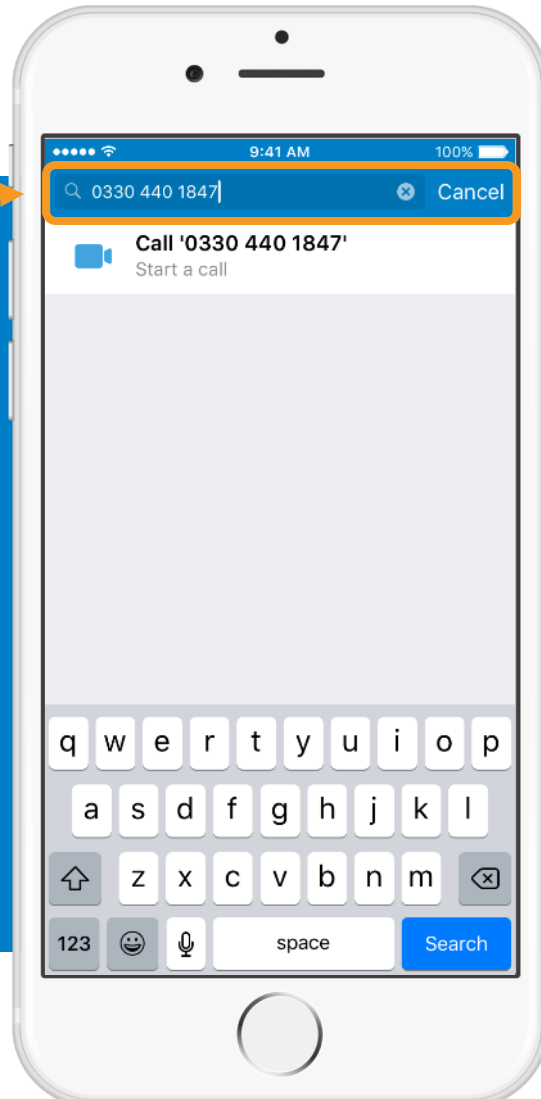 9:41 AM 100%
0330 440 1847 Cancel
Call '0330 440 1847'
Start a call
q w e r t y u i o p
a s d f g h j k l
z x c v b n m
123 space Search